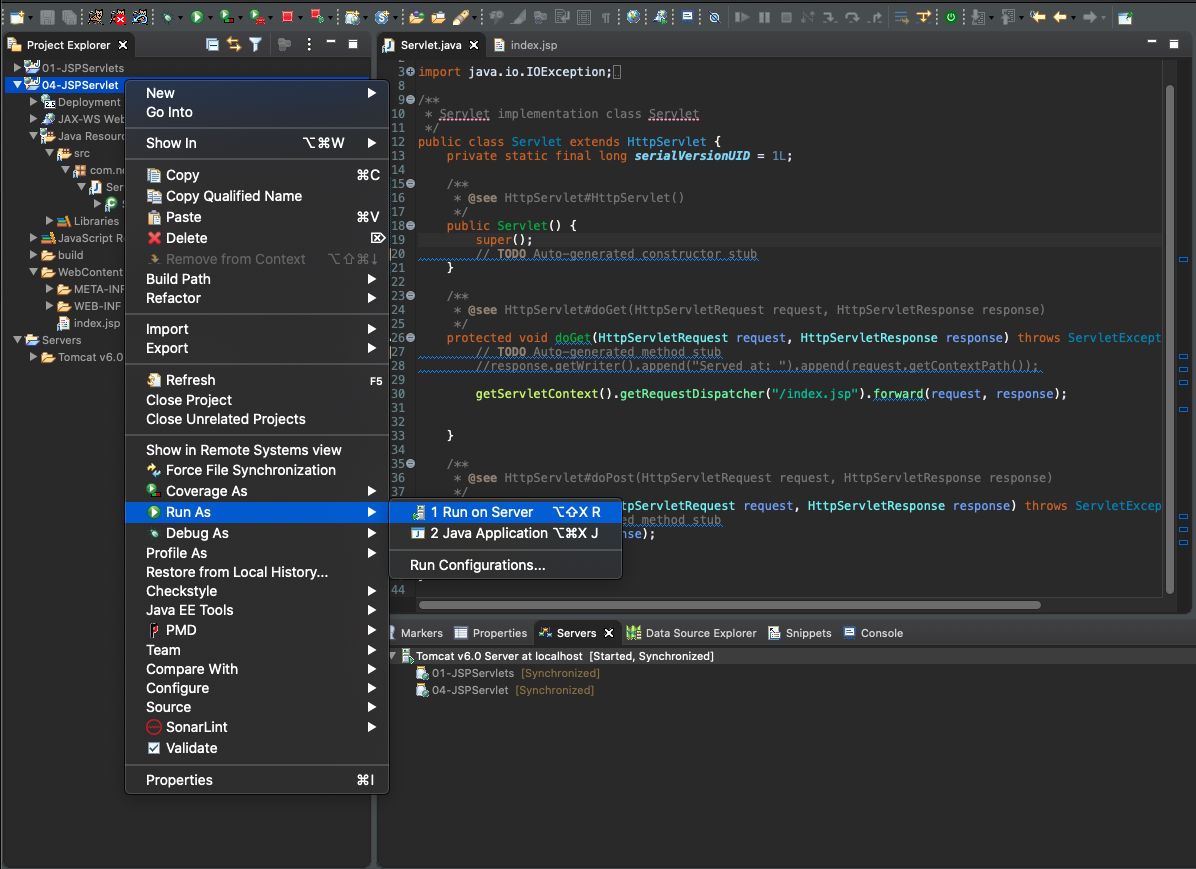 Project Explorer
01-JSPServlets
04-JSPServlet
Deployment
JAX-WS Web
Java Resourc
src
com.n
Ser
Libraries
JavaScript R
build
WebContent
META-INF
WEB-INF
index.jsp
Servers
Tomcat v6.0
New
Go Into
Show In ⌥⌘W
Copy ⌘C
Copy Qualified Name
Paste ⌘V
Delete ⌦
Remove from Context ⌥⇧⌘↓
Build Path
Refactor
Import
Export
Refresh F5
Close Project
Close Unrelated Projects
Show in Remote Systems view
Force File Synchronization
Coverage As
Run As
Debug As
Profile As
Restore from Local History...
Checkstyle
Java EE Tools
PMD
Team
Compare With
Configure
Source
SonarLint
Validate
Properties ⌘I
1 Run on Server ⌥⇧X R
2 Java Application ⌥⌘X J
Run Configurations...
Servlet.java
index.jsp
2
3 import java.io.IOException;
8
9 /**
10 * Servlet implementation class Servlet
11 */
12 public class Servlet extends HttpServlet {
13 private static final long serialVersionUID = 1L;
14
15 /**
16 * @see HttpServlet#HttpServlet()
17 */
18 public Servlet() {
19 super();
20 // TODO Auto-generated constructor stub
21 }
22
23 /**
24 * @see HttpServlet#doGet(HttpServletRequest request, HttpServletResponse response)
25 */
26 protected void doGet(HttpServletRequest request, HttpServletResponse response) throws ServletExcept
27 // TODO Auto-generated method stub
28 //response.getWriter().append("Served at: ").append(request.getContextPath());
29
30 getServletContext().getRequestDispatcher("/index.jsp").forward(request, response);
31
32
33 }
34
35 /**
36 * @see HttpServlet#doPost(HttpServletRequest request, HttpServletResponse response)
37 */
tpServletRequest request, HttpServletResponse response) throws ServletExcep
ed method stub
nse);
44
Markers
Properties
Servers
Data Source Explorer
Snippets
Console
Tomcat v6.0 Server at localhost [Started, Synchronized]
01-JSPServlets [Synchronized]
04-JSPServlet [Synchronized]